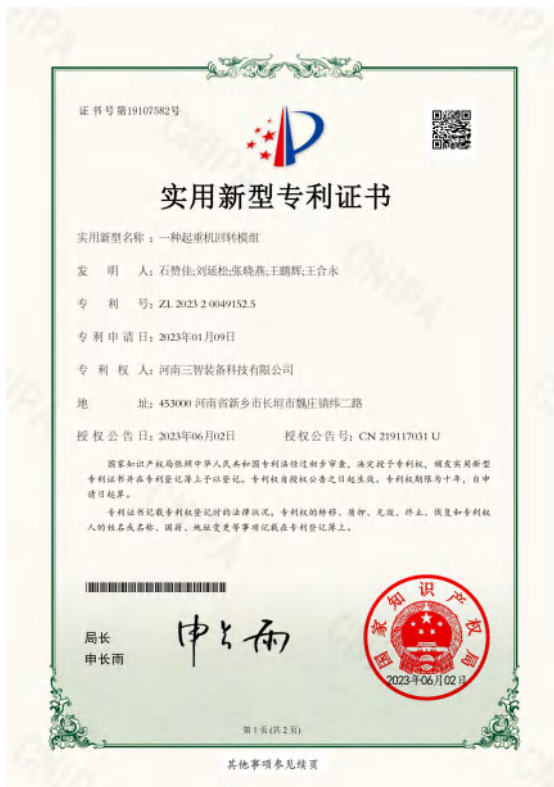 证书号第19107582号
实用新型专利证书
实用新型名称：一种起重机回转模组
发明人：石赞佳;刘延松;张晓燕;王鹏辉;王合永
专利号：ZL 2023 2 0049152.5
专利申请日：2023年01月09日
专利权人：河南三智装备科技有限公司
地址：453000 河南省新乡市长垣市魏庄镇纬二路
授权公告日：2023年06月02日 授权公告号：CN 219117031 U
国家知识产权局依照中华人民共和国专利法经过初步审查，决定授予专利权，颁发实用新型
专利证书并在专利登记簿上予以登记。专利权自授权公告之日起生效。专利权期限为十年，自申
请日起算。
专利证书记载专利权登记时的法律状况。专利权的转移、质押、无效、终止、恢复和专利权
人的姓名或名称、国籍、地址变更等事项记载在专利登记簿上。
局长
申长雨
申长雨
国家知识产权局
2023年06月02日
第1页(共2页)
其他事项参见续页
CNIPA